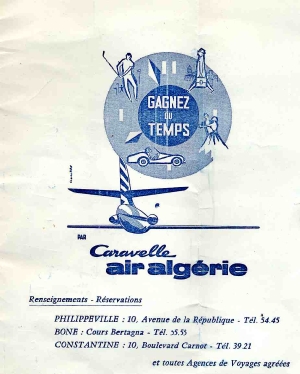 GAGNEZ
du
TEMPS
PAR
Caravelle
air algérie
Renseignements - Réservations
PHILIPPEVILLE : 10, Avenue de la République - Tél. 54.45
BONE : Cours Bertagna - Tél. 55.55
CONSTANTINE : 10, Boulevard Carnot - Tél. 39 21
et toutes Agences de Voyages agréées